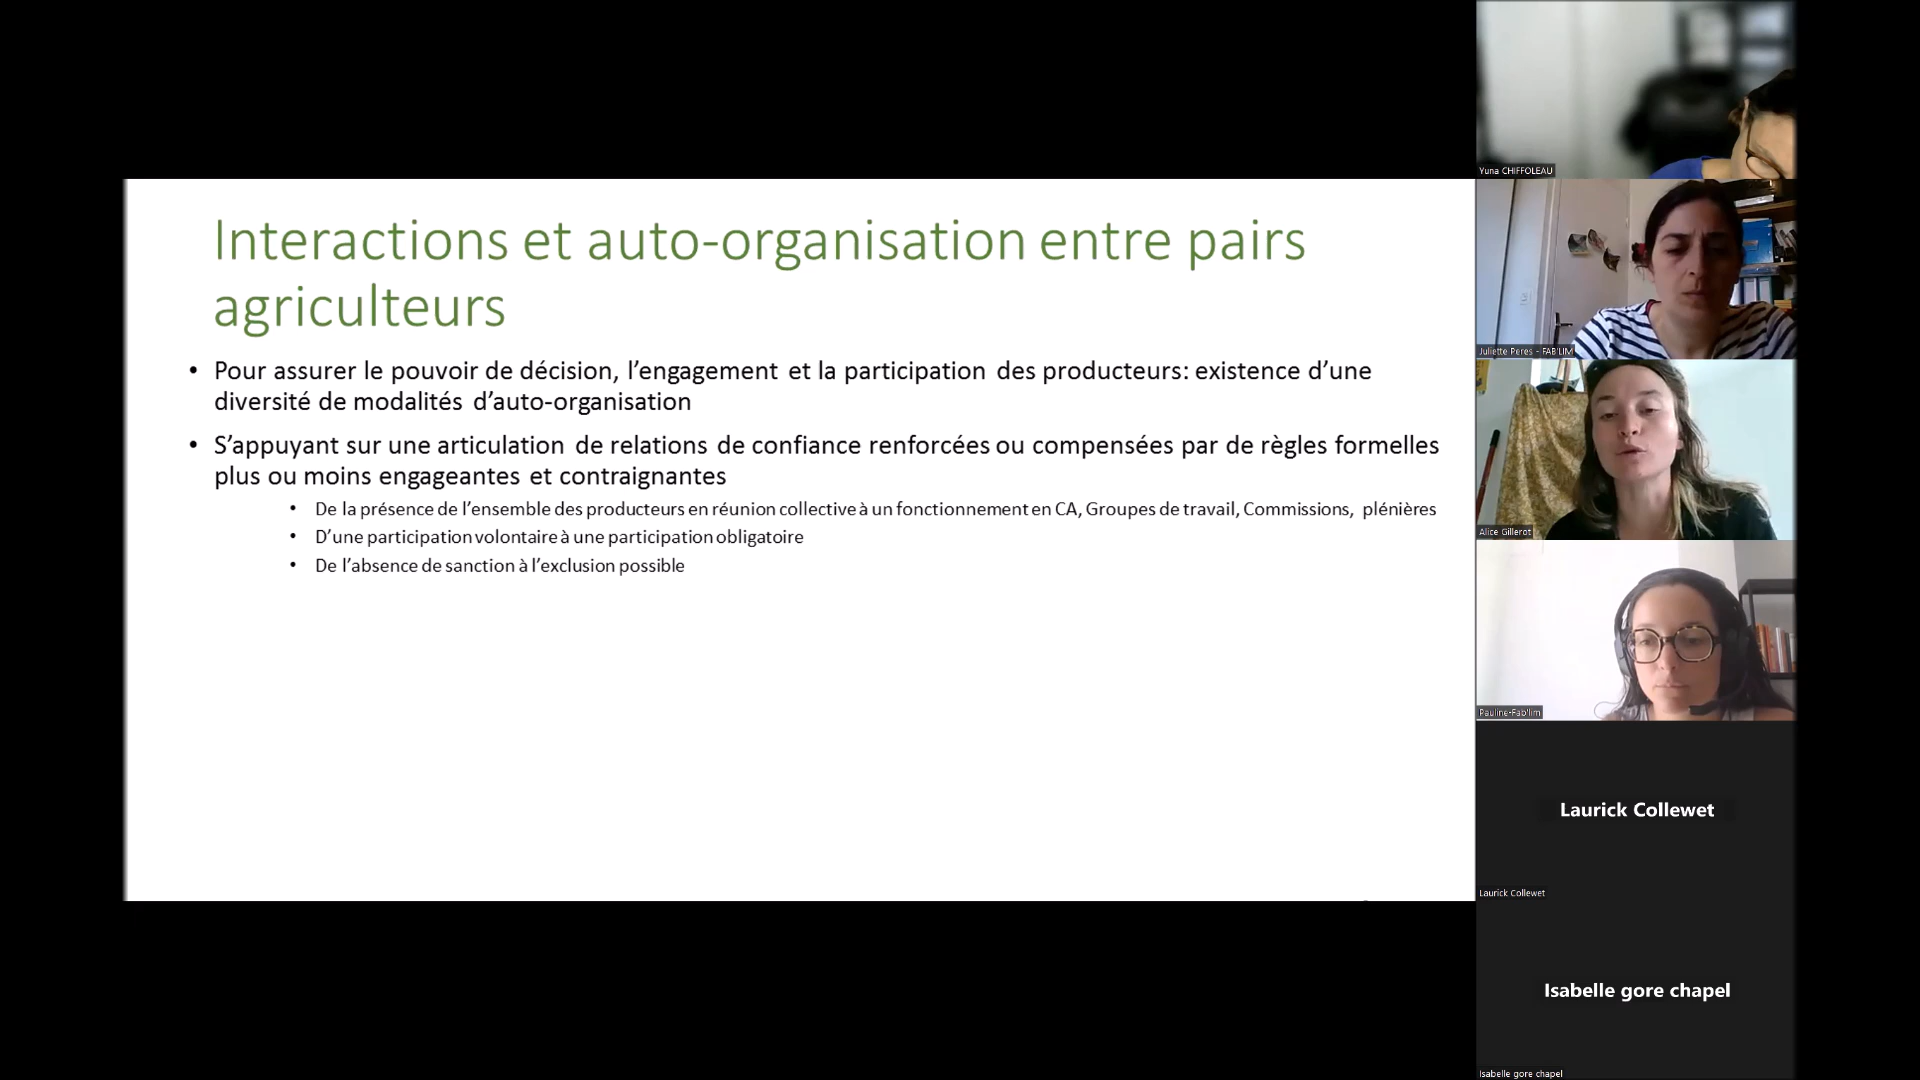 Interactions et auto-organisation entre pairs
agriculteurs
• Pour assurer le pouvoir de décision, l’engagement et la participation des producteurs: existence d’une
diversité de modalités d’auto-organisation
• S’appuyant sur une articulation de relations de confiance renforcées ou compensées par de règles formelles
plus ou moins engageantes et contraignantes
• De la présence de l’ensemble des producteurs en réunion collective à un fonctionnement en CA, Groupes de travail, Commissions, plénières
• D’une participation volontaire à une participation obligatoire
• De l’absence de sanction à l’exclusion possible
Yuna CHIFFOLEAU
Juliette Peres - FAB'LIM
Alice Gillerot
Pauline-Fab'lim
Laurick Collewet
Laurick Collewet
Isabelle gore chapel
Isabelle gore chapel